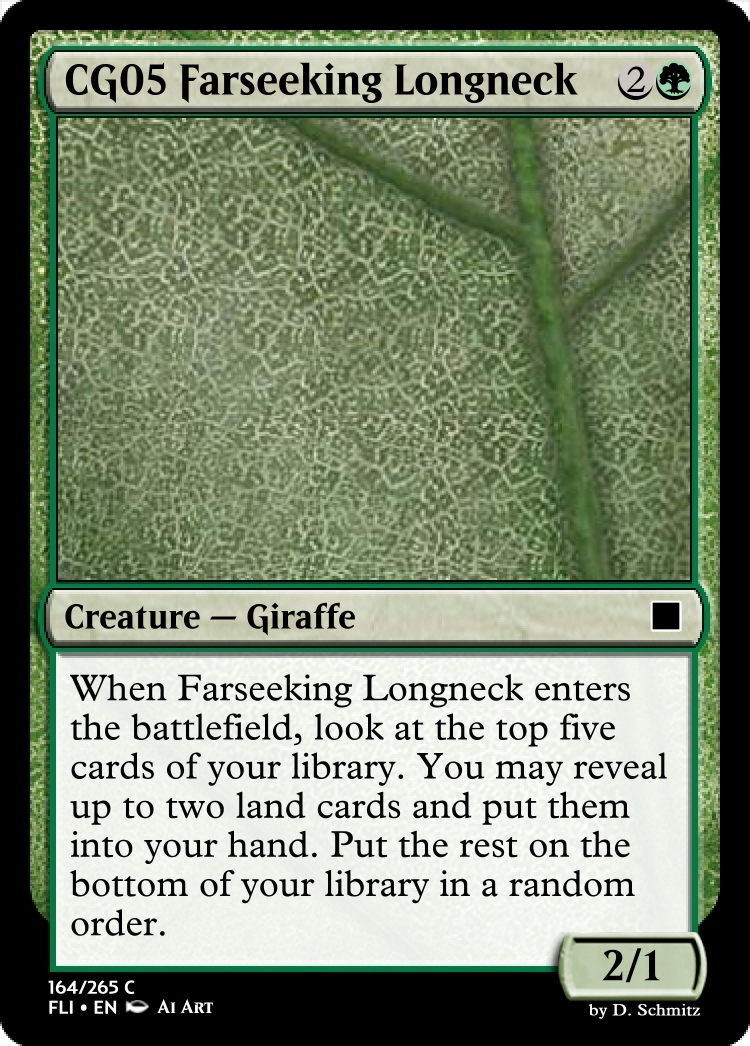 CG05 Farseeking Longneck 2
Creature — Giraffe
When Farseeking Longneck enters
the battlefield, look at the top five
cards of your library. You may reveal
up to two land cards and put them
into your hand. Put the rest on the
bottom of your library in a random
order.
2/1
164/265 C
FLI • EN AI ART
by D. Schmitz